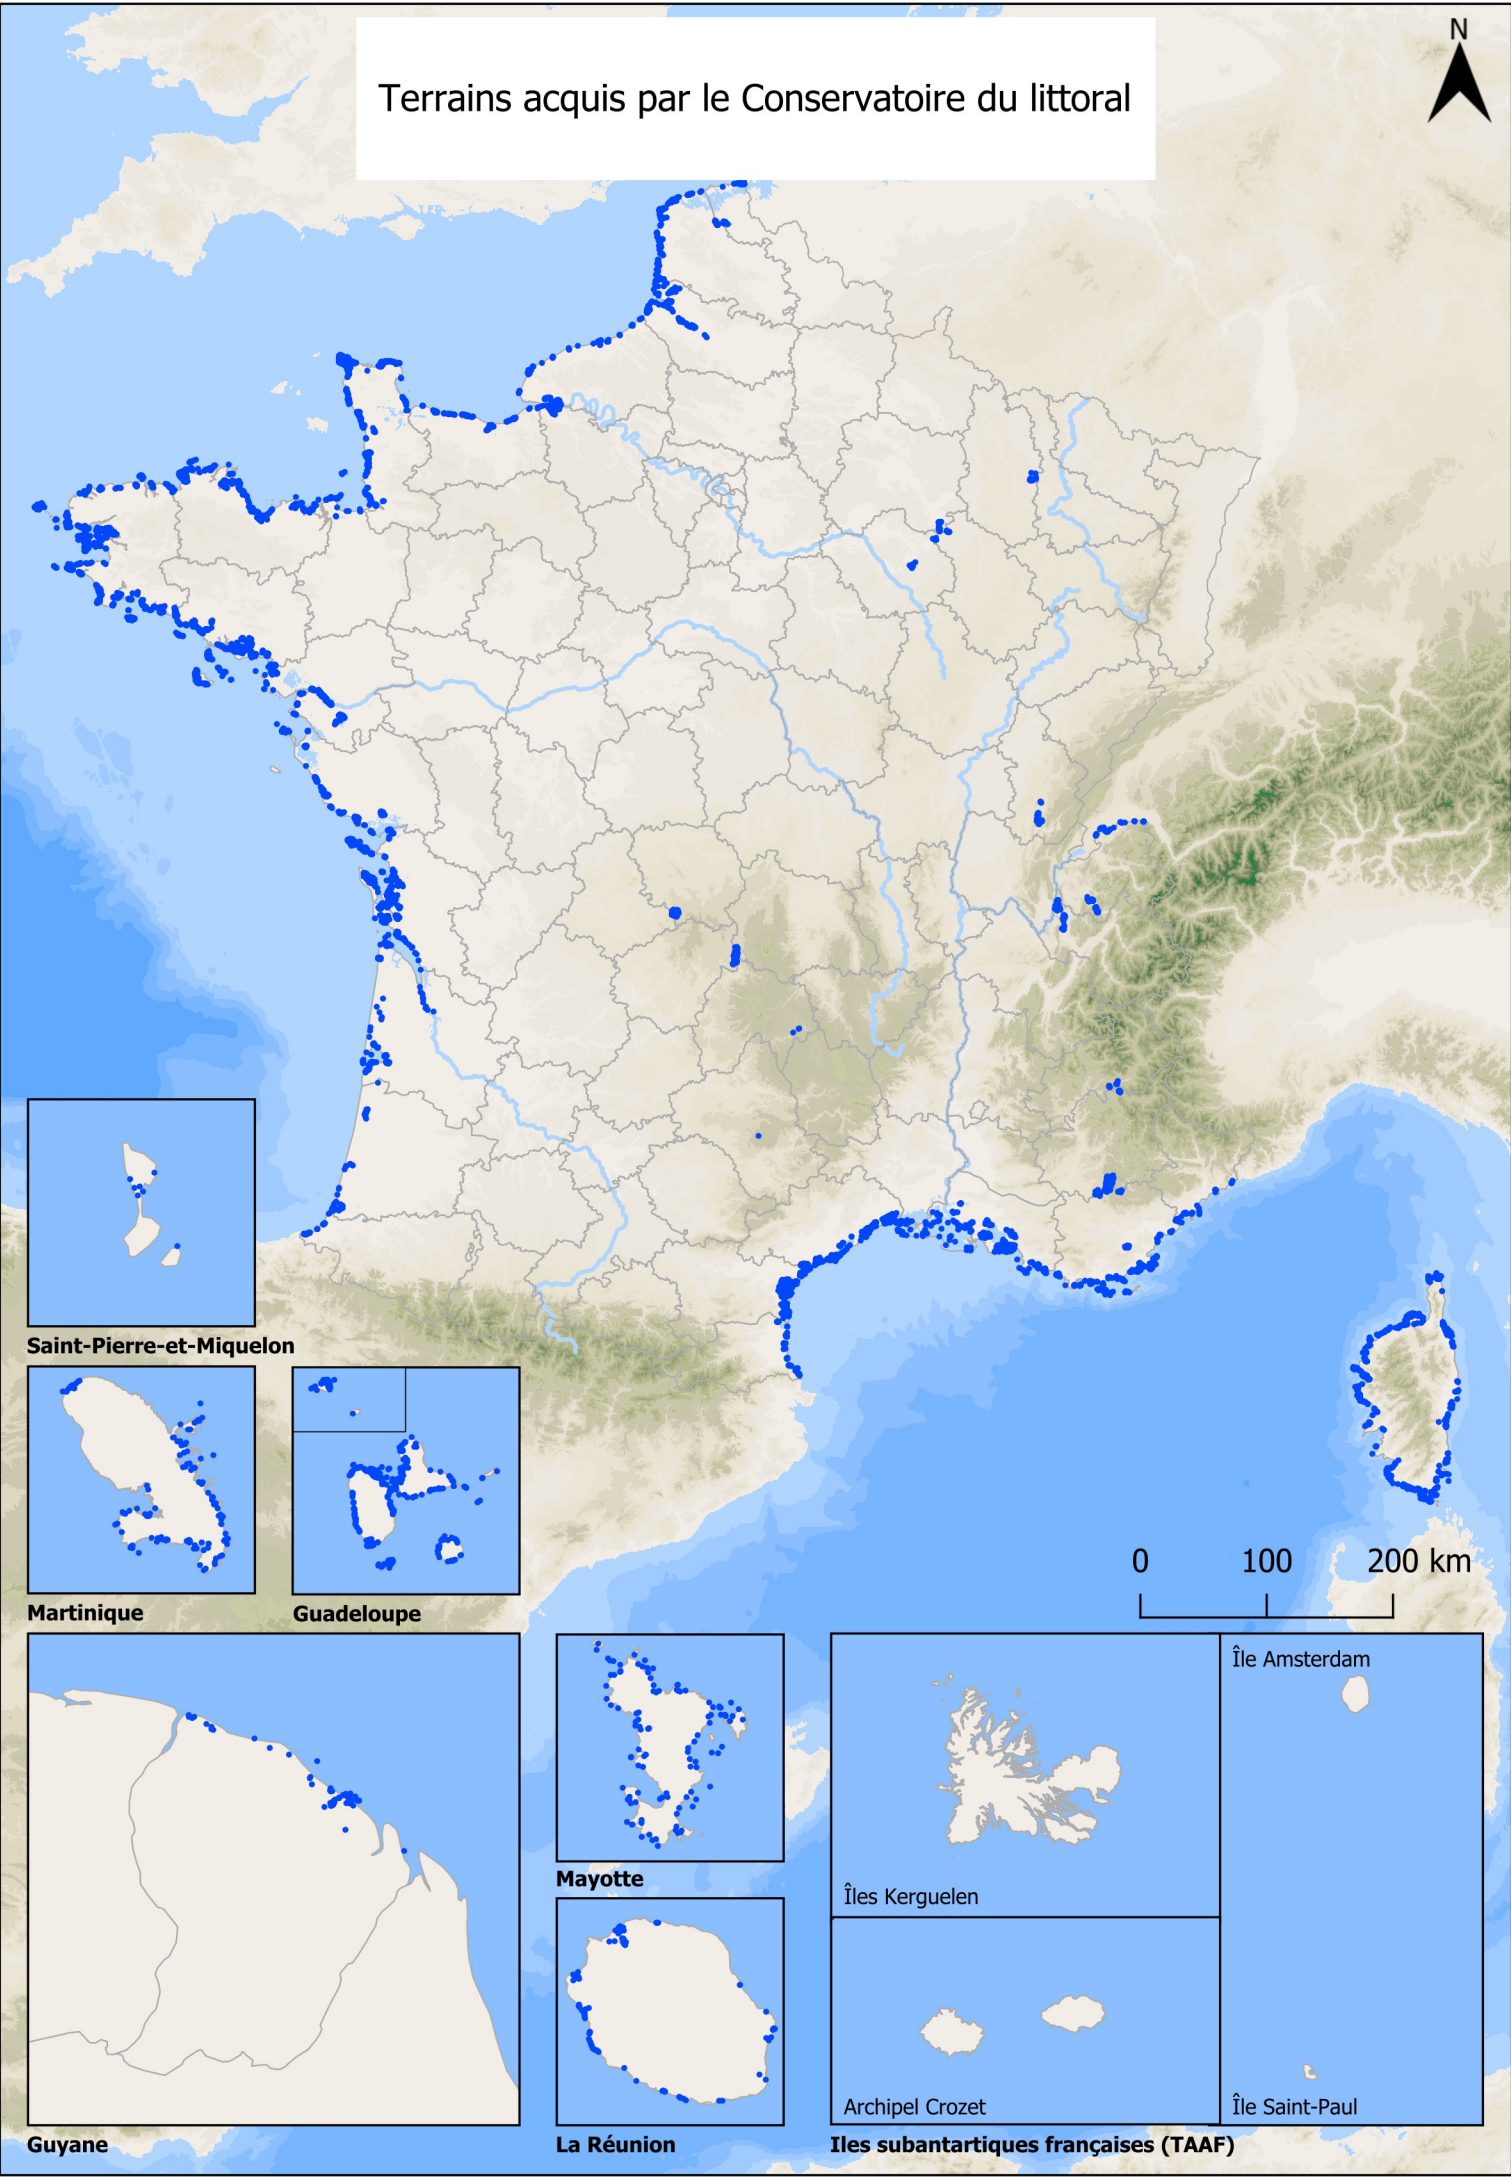 N
Terrains acquis par le Conservatoire du littoral
Saint-Pierre-et-Miquelon
Martinique
Guadeloupe
0 100 200 km
Île Amsterdam
Îles Kerguelen
Mayotte
Archipel Crozet
Île Saint-Paul
Guyane
La Réunion
Iles subantartiques françaises (TAAF)